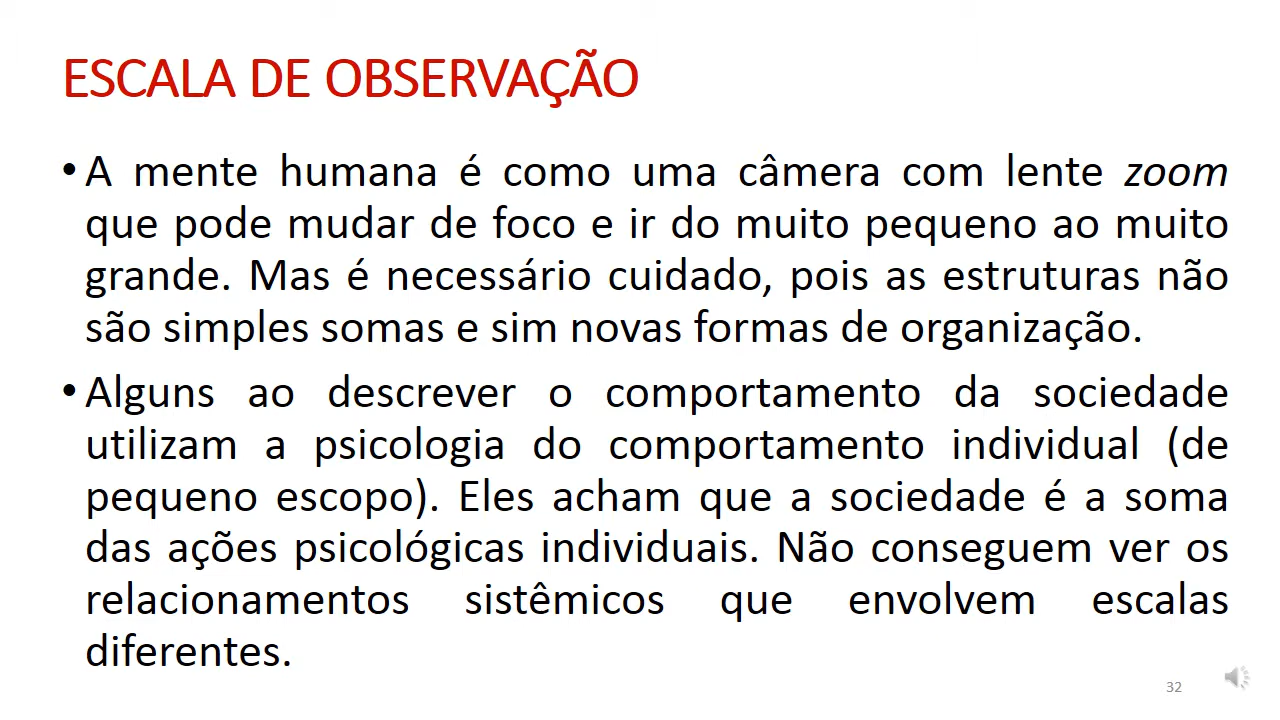 ESCALA DE OBSERVAÇÃO
• A mente humana é como uma câmera com lente zoom
que pode mudar de foco e ir do muito pequeno ao muito
grande. Mas é necessário cuidado, pois as estruturas não
são simples somas e sim novas formas de organização.
• Alguns ao descrever o comportamento da sociedade
utilizam a psicologia do comportamento individual (de
pequeno escopo). Eles acham que a sociedade é a soma
das ações psicológicas individuais. Não conseguem ver os
relacionamentos sistêmicos que envolvem escalas
diferentes.
32